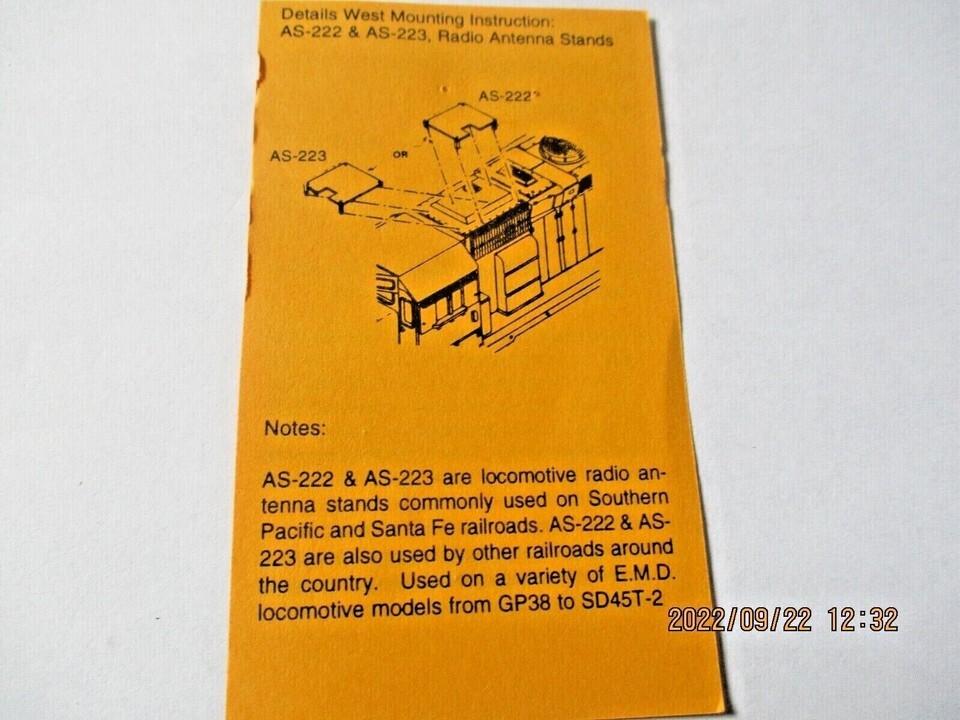 Details West Mounting Instruction:
AS-222 & AS-223, Radio Antenna Stands
AS-222
AS-223
OR
Notes:
AS-222 & AS-223 are locomotive radio an-
tenna stands commonly used on Southern
Pacific and Santa Fe railroads. AS-222 & AS-
223 are also used by other railroads around
the country. Used on a variety of E.M.D.
locomotive models from GP38 to SD45T-2
2022/09/22 12:32